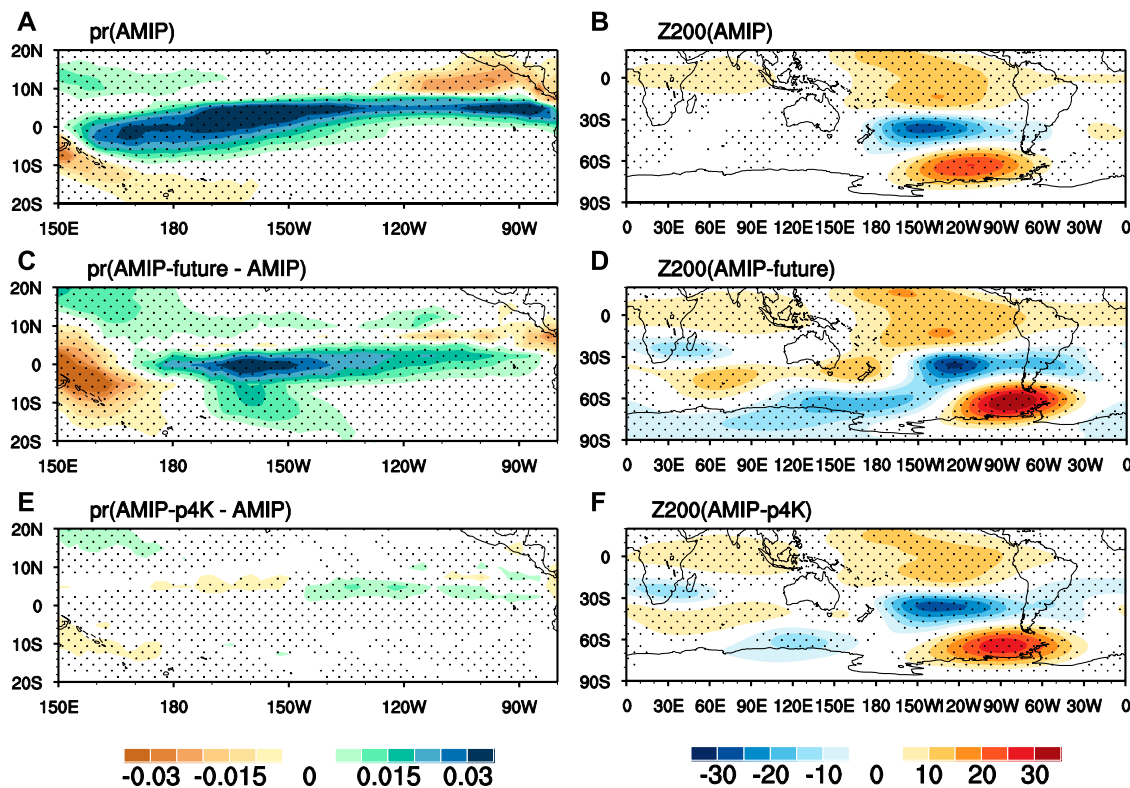 A pr(AMIP)
20N
10N
0
10S
20S
150E 180 150W 120W 90W
B Z200(AMIP)
0
30S
60S
90S
0 30E 60E 90E 120E 150E 180 150W 120W 90W 60W 30W 0
C pr(AMIP-future - AMIP)
20N
10N
0
10S
20S
150E 180 150W 120W 90W
D Z200(AMIP-future)
0
30S
60S
90S
0 30E 60E 90E 120E 150E 180 150W 120W 90W 60W 30W 0
E pr(AMIP-p4K - AMIP)
20N
10N
0
10S
20S
150E 180 150W 120W 90W
F Z200(AMIP-p4K)
0
30S
60S
90S
0 30E 60E 90E 120E 150E 180 150W 120W 90W 60W 30W 0
-0.03 -0.015 0 0.015 0.03
-30 -20 -10 0 10 20 30